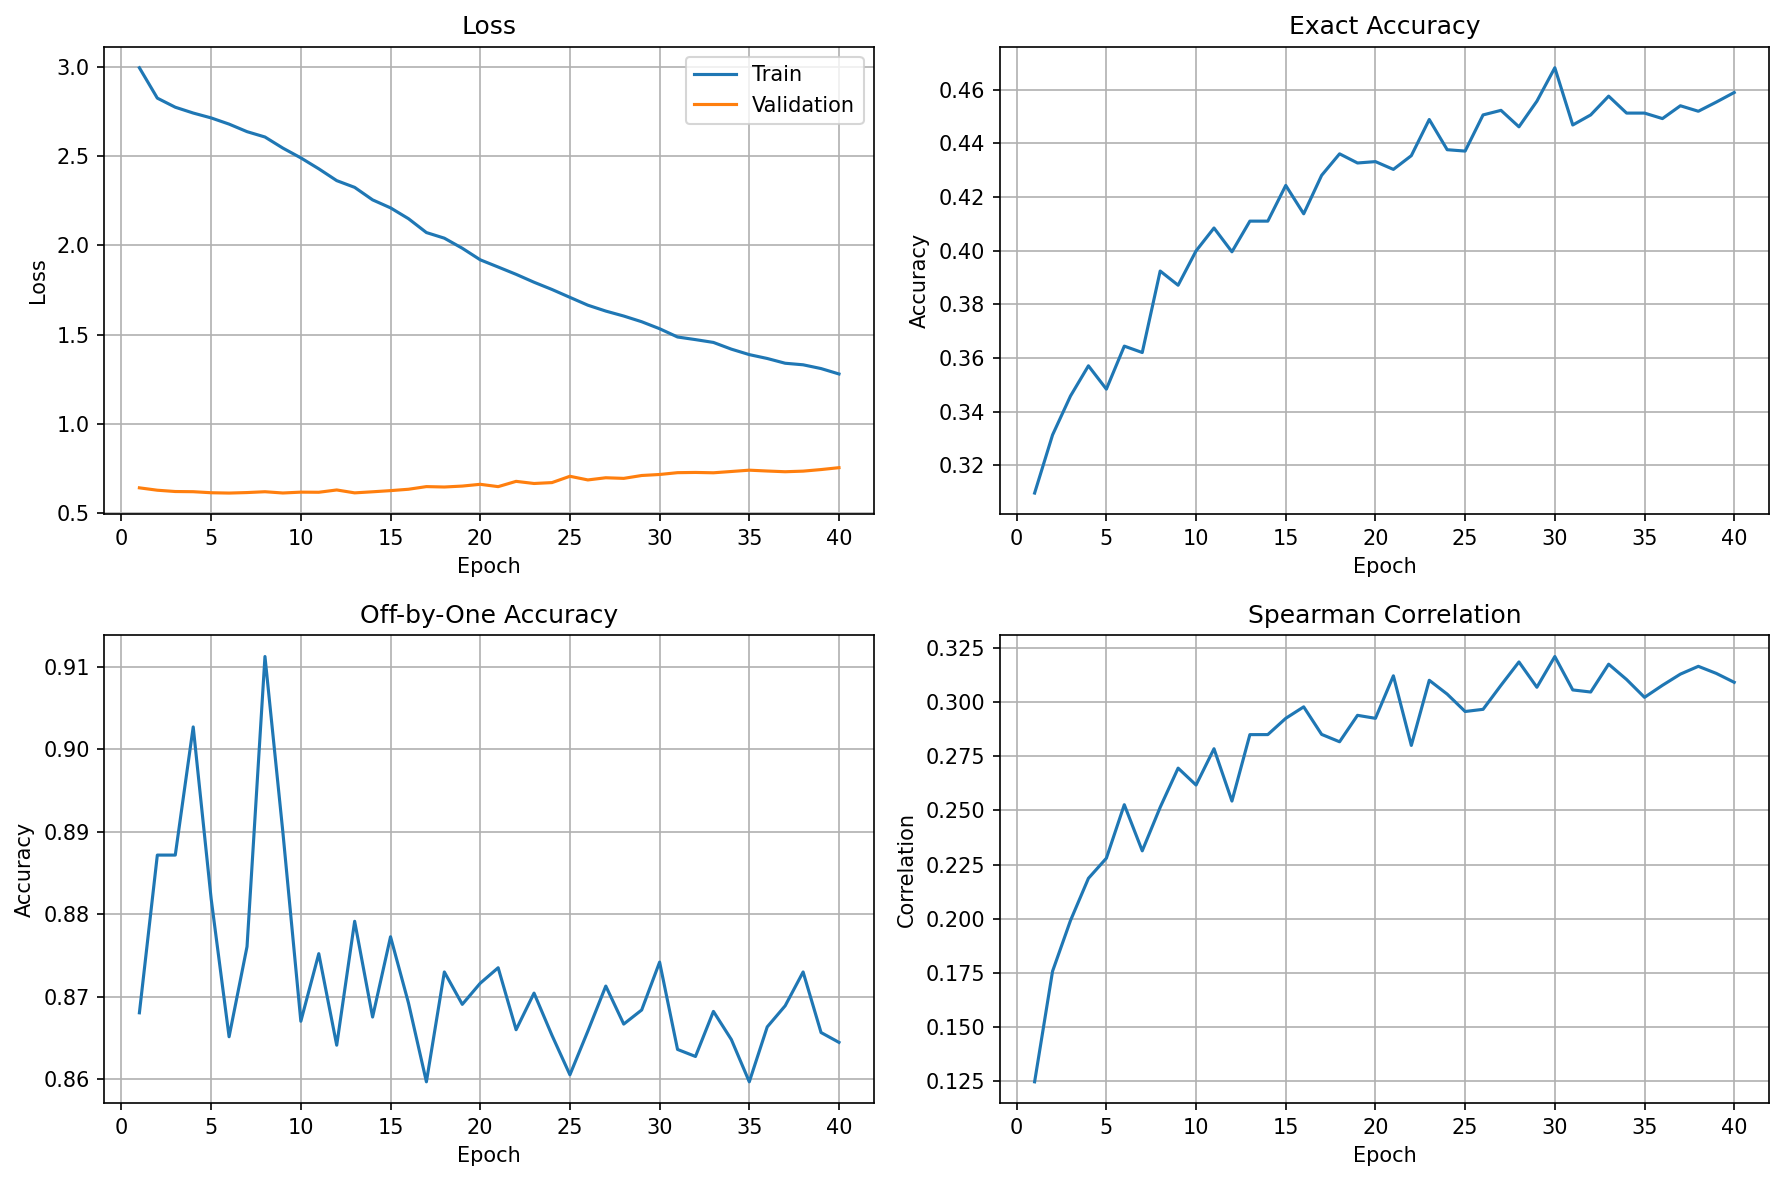 Loss
Train
Validation
3.0
2.5
2.0
1.5
1.0
0.5
Loss
0 5 10 15 20 25 30 35 40
Epoch
Exact Accuracy
0.46
0.44
0.42
0.40
0.38
0.36
0.34
0.32
Accuracy
0 5 10 15 20 25 30 35 40
Epoch
Off-by-One Accuracy
0.91
0.90
0.89
0.88
0.87
0.86
Accuracy
0 5 10 15 20 25 30 35 40
Epoch
Spearman Correlation
0.325
0.300
0.275
0.250
0.225
0.200
0.175
0.150
0.125
Correlation
0 5 10 15 20 25 30 35 40
Epoch